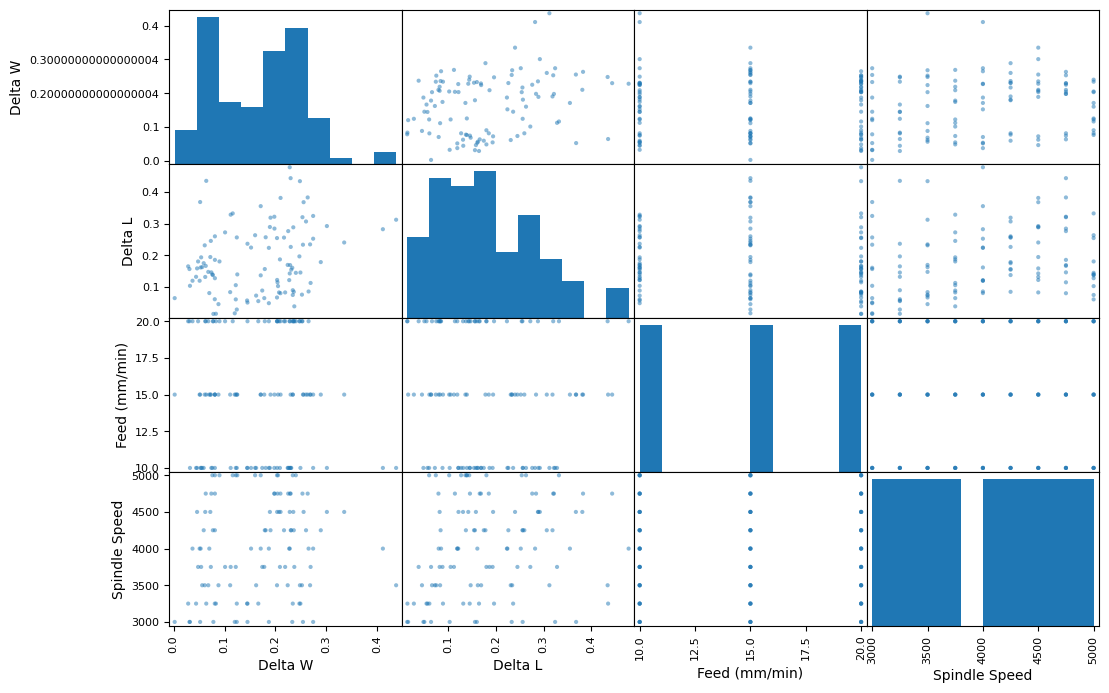 0.4
0.30000000000000004
0.20000000000000004
0.1
0.0
Delta W
0.4
0.3
0.2
0.1
Delta L
20.0
17.5
15.0
12.5
10.0
Feed (mm/min)
5000
4500
4000
3500
3000
Spindle Speed
0.0 0.1 0.2 0.3 0.4
Delta W
0.1 0.2 0.3 0.4
Delta L
10.0 12.5 15.0 17.5 20.0
Feed (mm/min)
3000 3500 4000 4500 5000
Spindle Speed